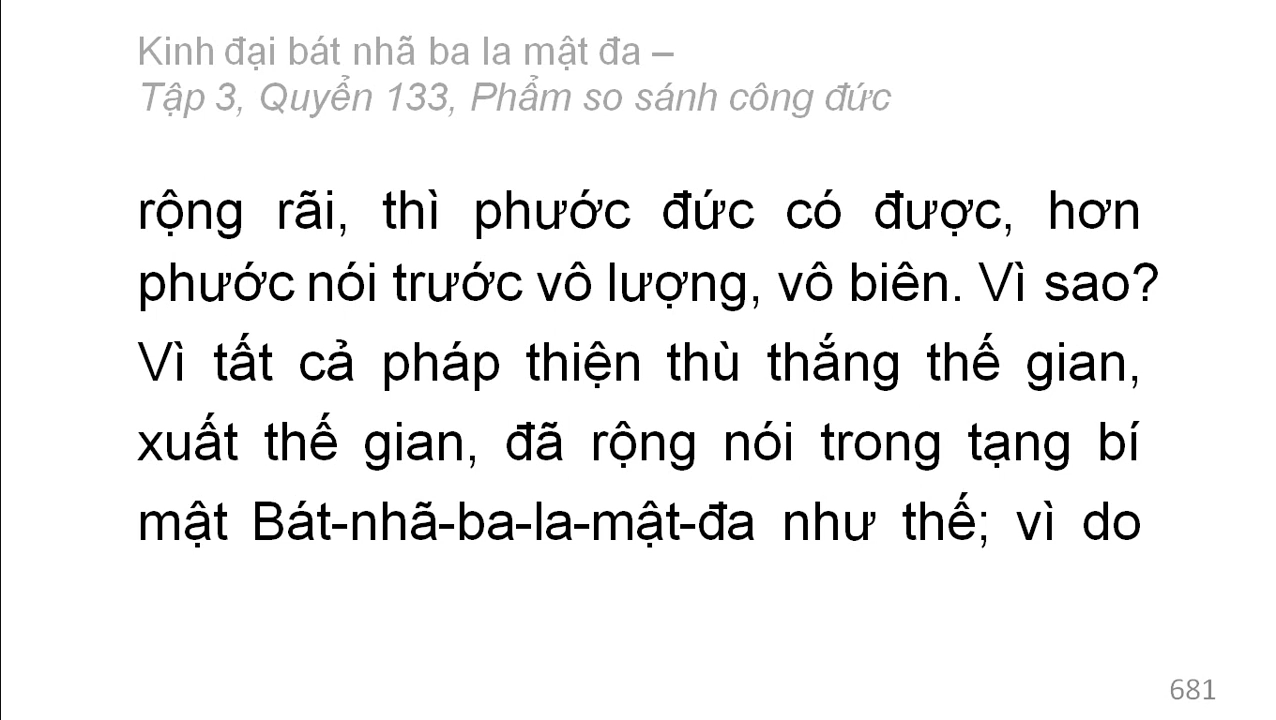 Kinh đại bát nhã ba la mật đa –
Tập 3, Quyển 133, Phẩm so sánh công đức
rộng rãi, thì phước đức có được, hơn
phước nói trước vô lượng, vô biên. Vì sao?
Vì tất cả pháp thiện thù thắng thế gian,
xuất thế gian, đã rộng nói trong tạng bí
mật Bát-nhã-ba-la-mật-đa như thế; vì do
681